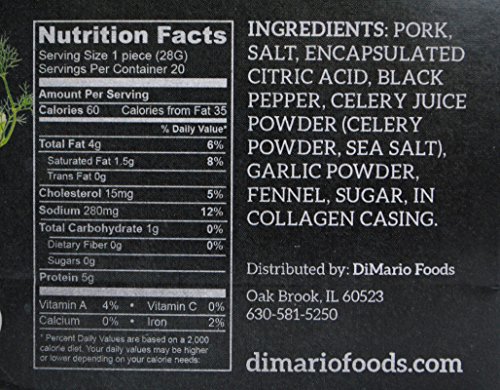 Nutrition Facts
Serving Size 1 piece (28G)
Servings Per Container 20
Amount Per Serving
Calories 60 Calories from Fat 35
% Daily Value*
Total Fat 4g 6%
Saturated Fat 1.5g 8%
Trans Fat 0g
Cholesterol 15mg 5%
Sodium 280mg 12%
Total Carbohydrate 1g 0%
Dietary Fiber 0g 0%
Sugars 0g
Protein 5g
Vitamin A 4% • Vitamin C 0%
Calcium 0% • Iron 2%
* Percent Daily Values are based on a 2,000
calorie diet. Your daily values may be higher
or lower depending on your calorie needs:
INGREDIENTS: PORK,
SALT, ENCAPSULATED
CITRIC ACID, BLACK
PEPPER, CELERY JUICE
POWDER (CELERY
POWDER, SEA SALT),
GARLIC POWDER,
FENNEL, SUGAR, IN
COLLAGEN CASING.
Distributed by: DiMario Foods
Oak Brook, IL 60523
630-581-5250
dimariofoods.com